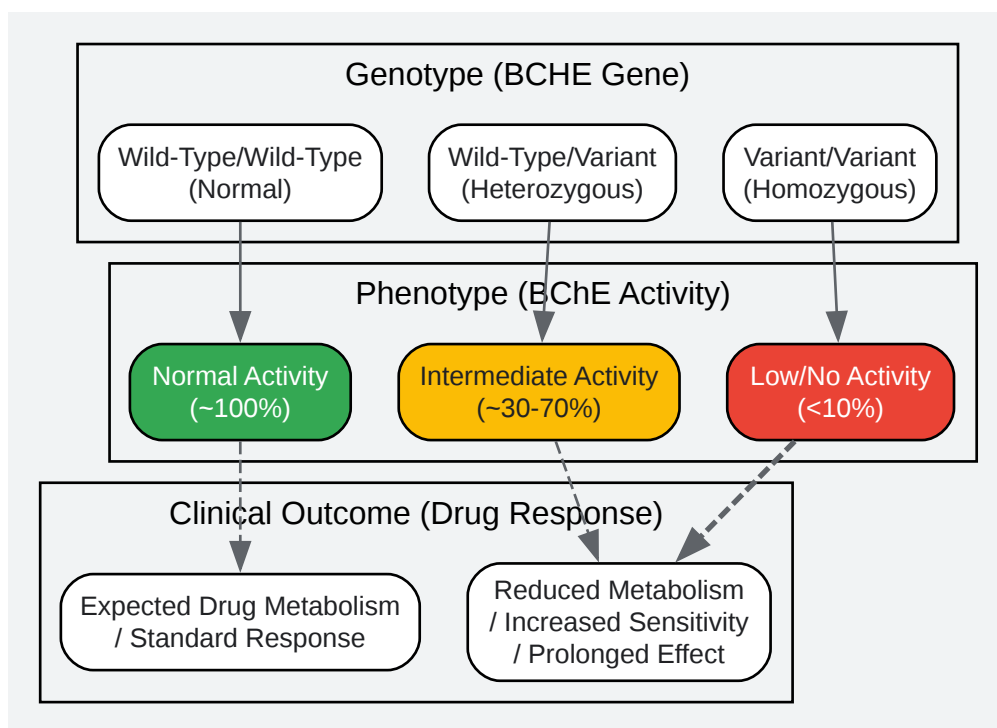 Genotype (BCHE Gene)
Wild-Type/Wild-Type
(Normal)
Wild-Type/Variant
(Heterozygous)
Variant/Variant
(Homozygous)
Phenotype (BChE Activity)
Normal Activity
(~100%)
Intermediate Activity
(~30-70%)
Low/No Activity
(<10%)
Clinical Outcome (Drug Response)
Expected Drug Metabolism
/ Standard Response
Reduced Metabolism
/ Increased Sensitivity
/ Prolonged Effect